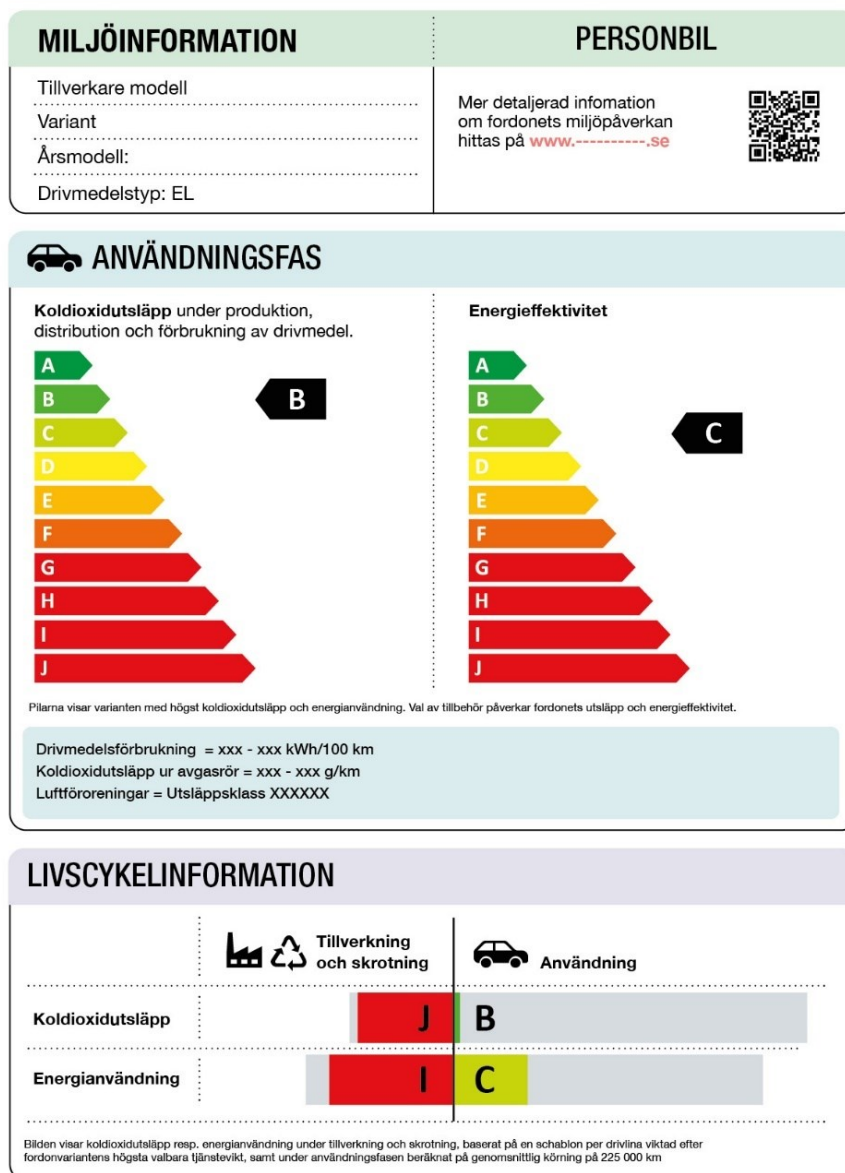 MILJÖINFORMATION
PERSONBIL
Tillverkare modell
Variant
Årsmodell:
Drivmedelstyp: EL
Mer detaljerad infomation
om fordonets miljöpåverkan
hittas på www.----------.se
ANVÄNDNINGSFAS
Koldioxidutsläpp under produktion,
distribution och förbrukning av drivmedel.
A
B
C
D
E
F
G
H
I
J
B
Energieffektivitet
A
B
C
D
E
F
G
H
I
J
C
Pilarna visar varianten med högst koldioxidutsläpp och energianvändning. Val av tillbehör påverkar fordonets utsläpp och energieffektivitet.
Drivmedelsförbrukning = xxx - xxx kWh/100 km
Koldioxidutsläpp ur avgasrör = xxx - xxx g/km
Luftföroreningar = Utsläppsklass XXXXXX
LIVSCYKELINFORMATION
Tillverkning
och skrotning
Användning
Koldioxidutsläpp
J B
Energianvändning
I C
Bilden visar koldioxidutsläpp resp. energianvändning under tillverkning och skrotning, baserat på en schablon per drivlina viktad efter
fordonvariantens högsta valbara tjänstevikt, samt under användningsfasen beräknat på genomsnittlig körning på 225 000 km